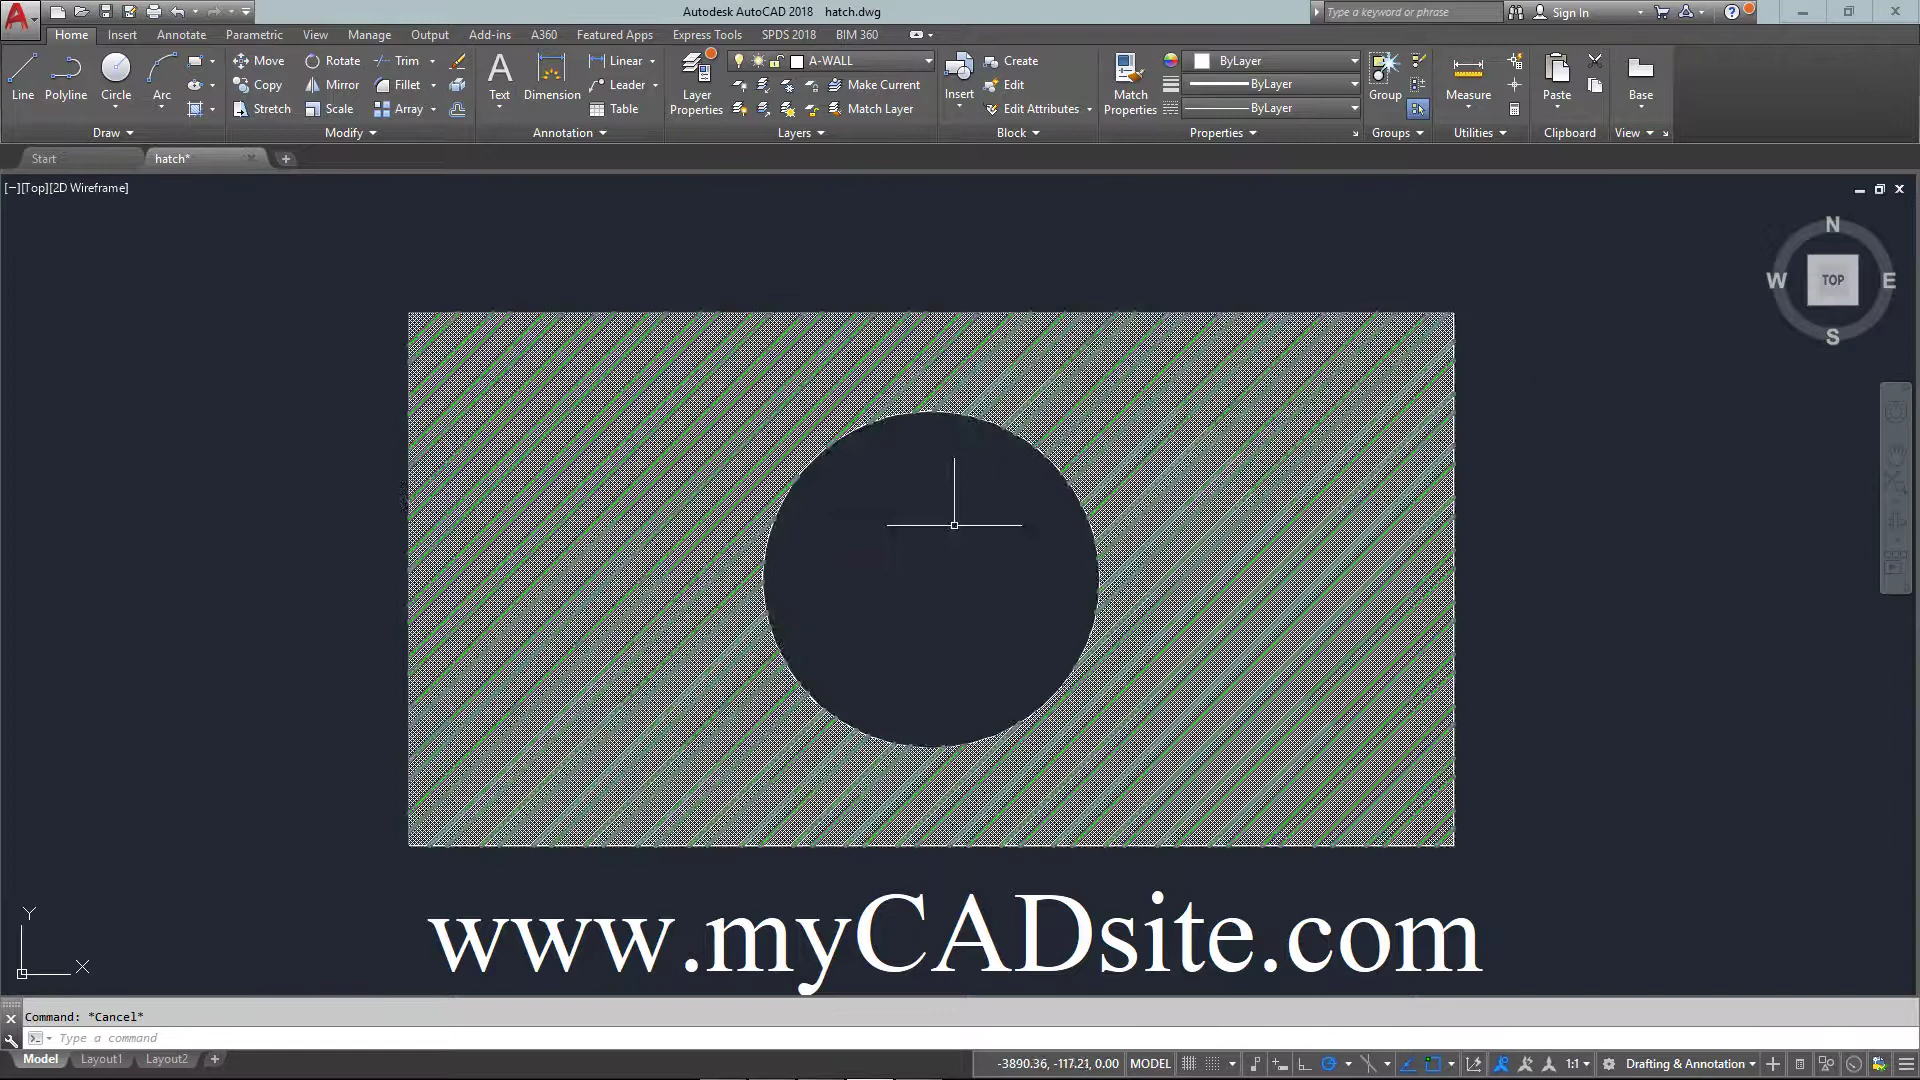 Autodesk AutoCAD 2018 hatch.dwg
Type a keyword or phrase
Sign In
Home Insert Annotate Parametric View Manage Output Add-ins A360 Featured Apps Express Tools SPDS 2018 BIM 360
Line Polyline Circle Arc
Draw
Move Rotate Trim
Copy Mirror Fillet
Stretch Scale Array
Modify
Text Dimension
Linear
Leader
Table
Annotation
Layer Properties
A-WALL
Make Current
Match Layer
Layers
Insert
Create
Edit
Edit Attributes
Block
Match Properties
ByLayer
ByLayer
ByLayer
Properties
Group
Groups
Measure
Utilities
Paste
Clipboard
Base
View
Start hatch*
[−][Top][2D Wireframe]
N
W TOP E
S
www.myCADsite.com
Y
X
Command: *Cancel*
Type a command
Model Layout1 Layout2
-3890.36, -117.21, 0.00 MODEL 1:1 Drafting & Annotation